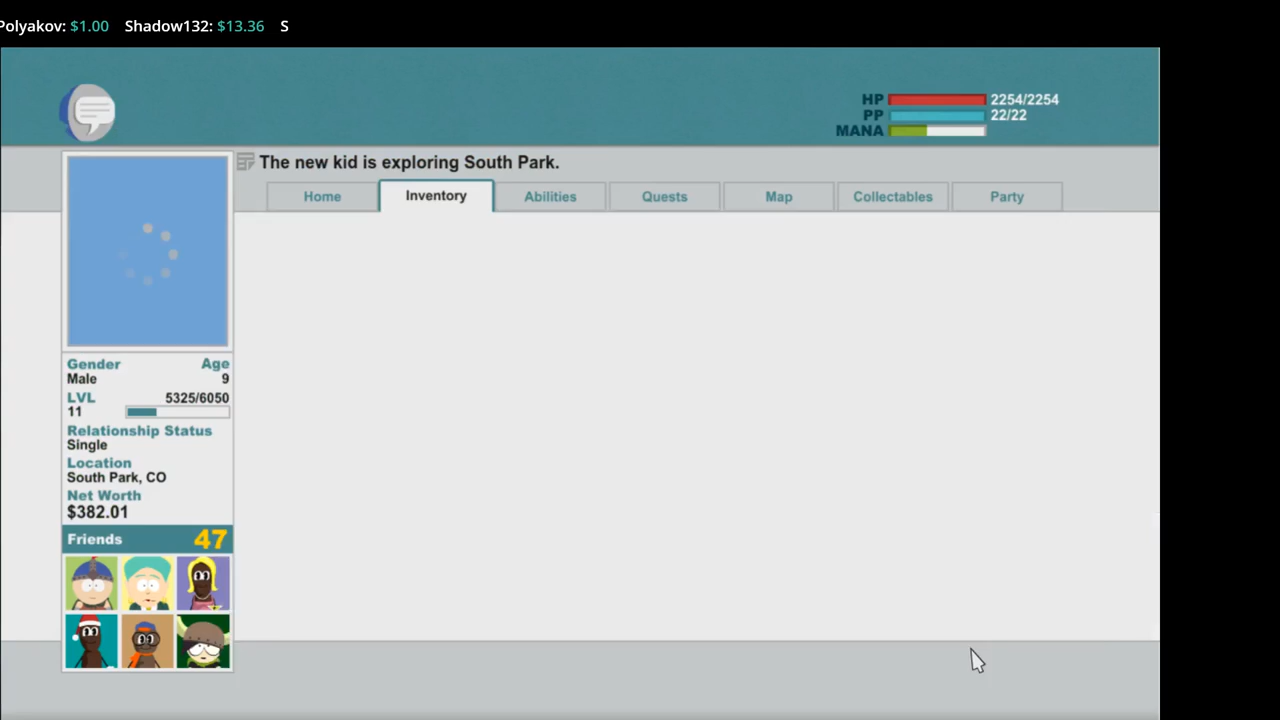 Polyakov: $1.00 Shadow132: $13.36 S
HP 2254/2254
PP 22/22
MANA
The new kid is exploring South Park.
Home Inventory Abilities Quests Map Collectables Party
Gender Age
Male 9
LVL 5325/6050
11
Relationship Status
Single
Location
South Park, CO
Net Worth
$382.01
Friends 47